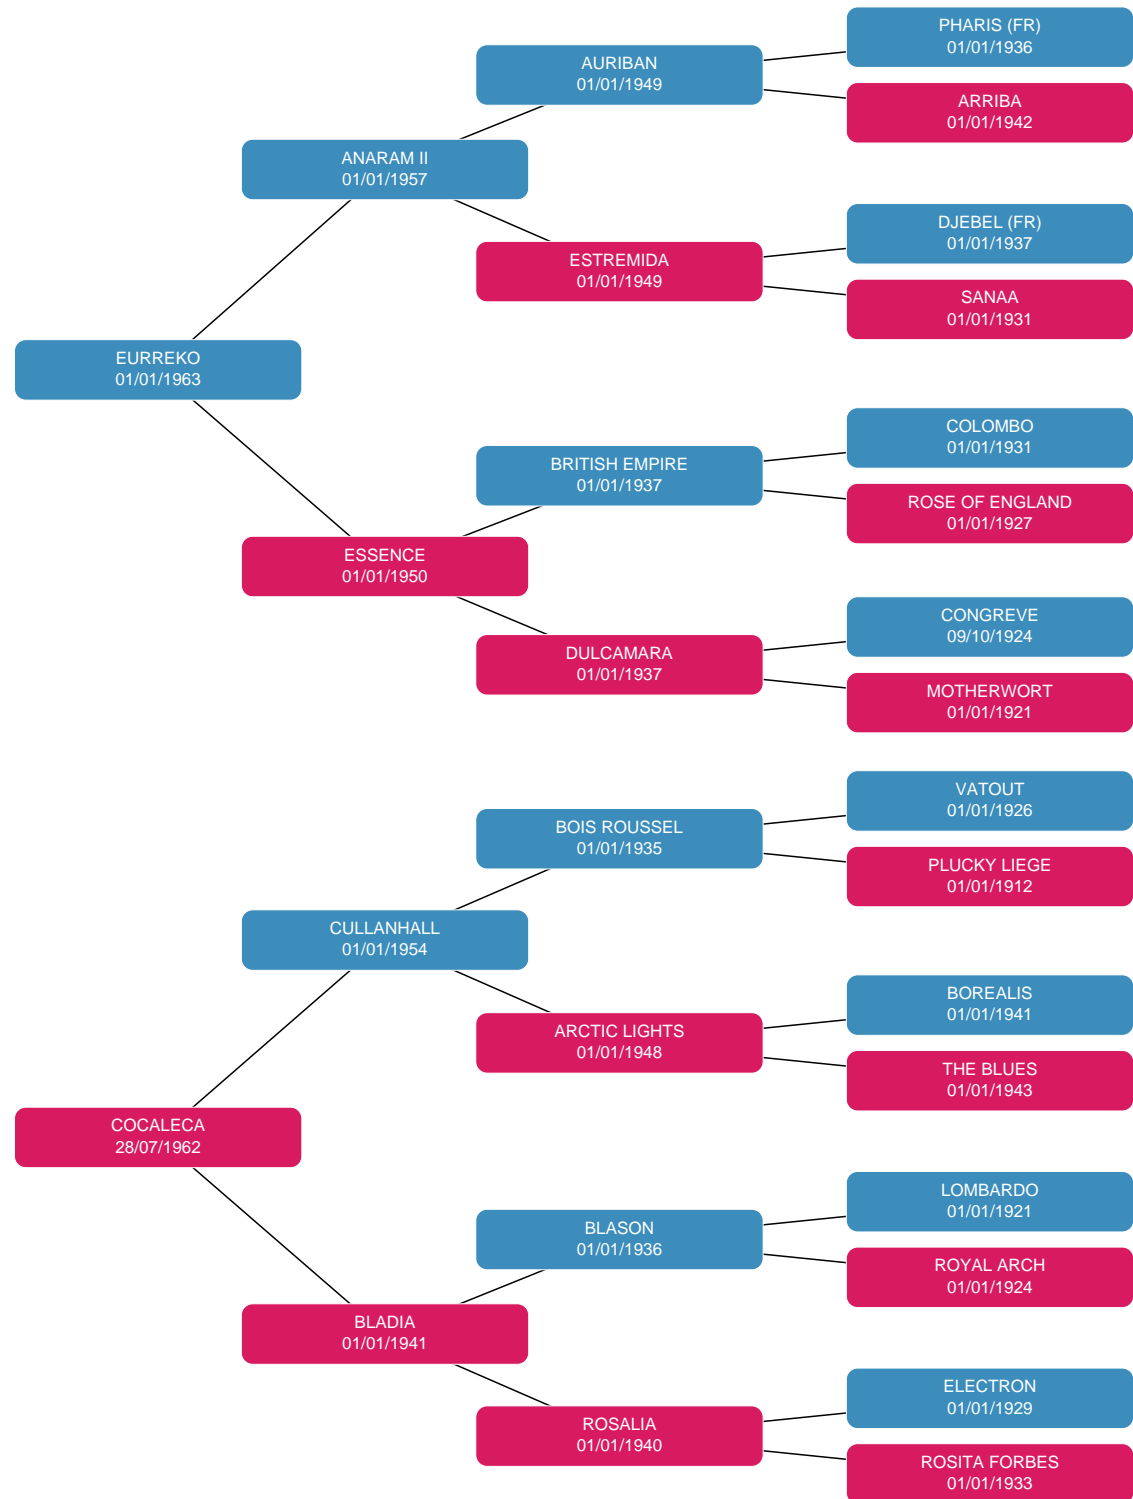 PHARIS (FR)
01/01/1936
AURIBAN
01/01/1949
ARRIBA
01/01/1942
ANARAM II
01/01/1957
DJEBEL (FR)
01/01/1937
ESTREMIDA
01/01/1949
SANAA
01/01/1931
EURREKO
01/01/1963
COLOMBO
01/01/1931
BRITISH EMPIRE
01/01/1937
ROSE OF ENGLAND
01/01/1927
ESSENCE
01/01/1950
CONGREVE
09/10/1924
DULCAMARA
01/01/1937
MOTHERWORT
01/01/1921
VATOUT
01/01/1926
BOIS ROUSSEL
01/01/1935
PLUCKY LIEGE
01/01/1912
CULLANHALL
01/01/1954
BOREALIS
01/01/1941
ARCTIC LIGHTS
01/01/1948
THE BLUES
01/01/1943
COCALECA
28/07/1962
LOMBARDO
01/01/1921
BLASON
01/01/1936
ROYAL ARCH
01/01/1924
BLADIA
01/01/1941
ELECTRON
01/01/1929
ROSALIA
01/01/1940
ROSITA FORBES
01/01/1933